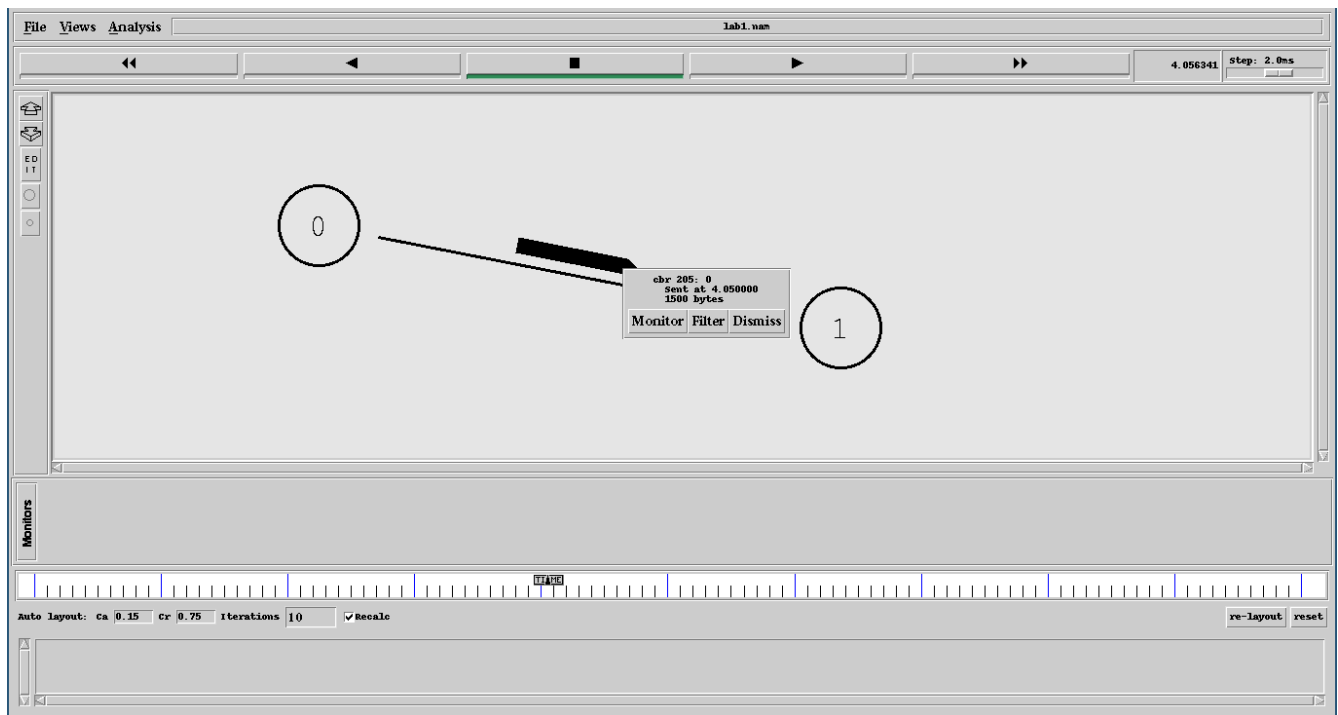 File Views Analysis lab1.nam
4.056341 Step: 2.0ms
ED
IT
0
cbr 205: 0
Sent at 4.050000
1500 bytes
Monitor Filter Dismiss
1
Monitors
TIME
Auto layout: Ca 0.15 Cr 0.75 Iterations 10 Recalc re-layout reset